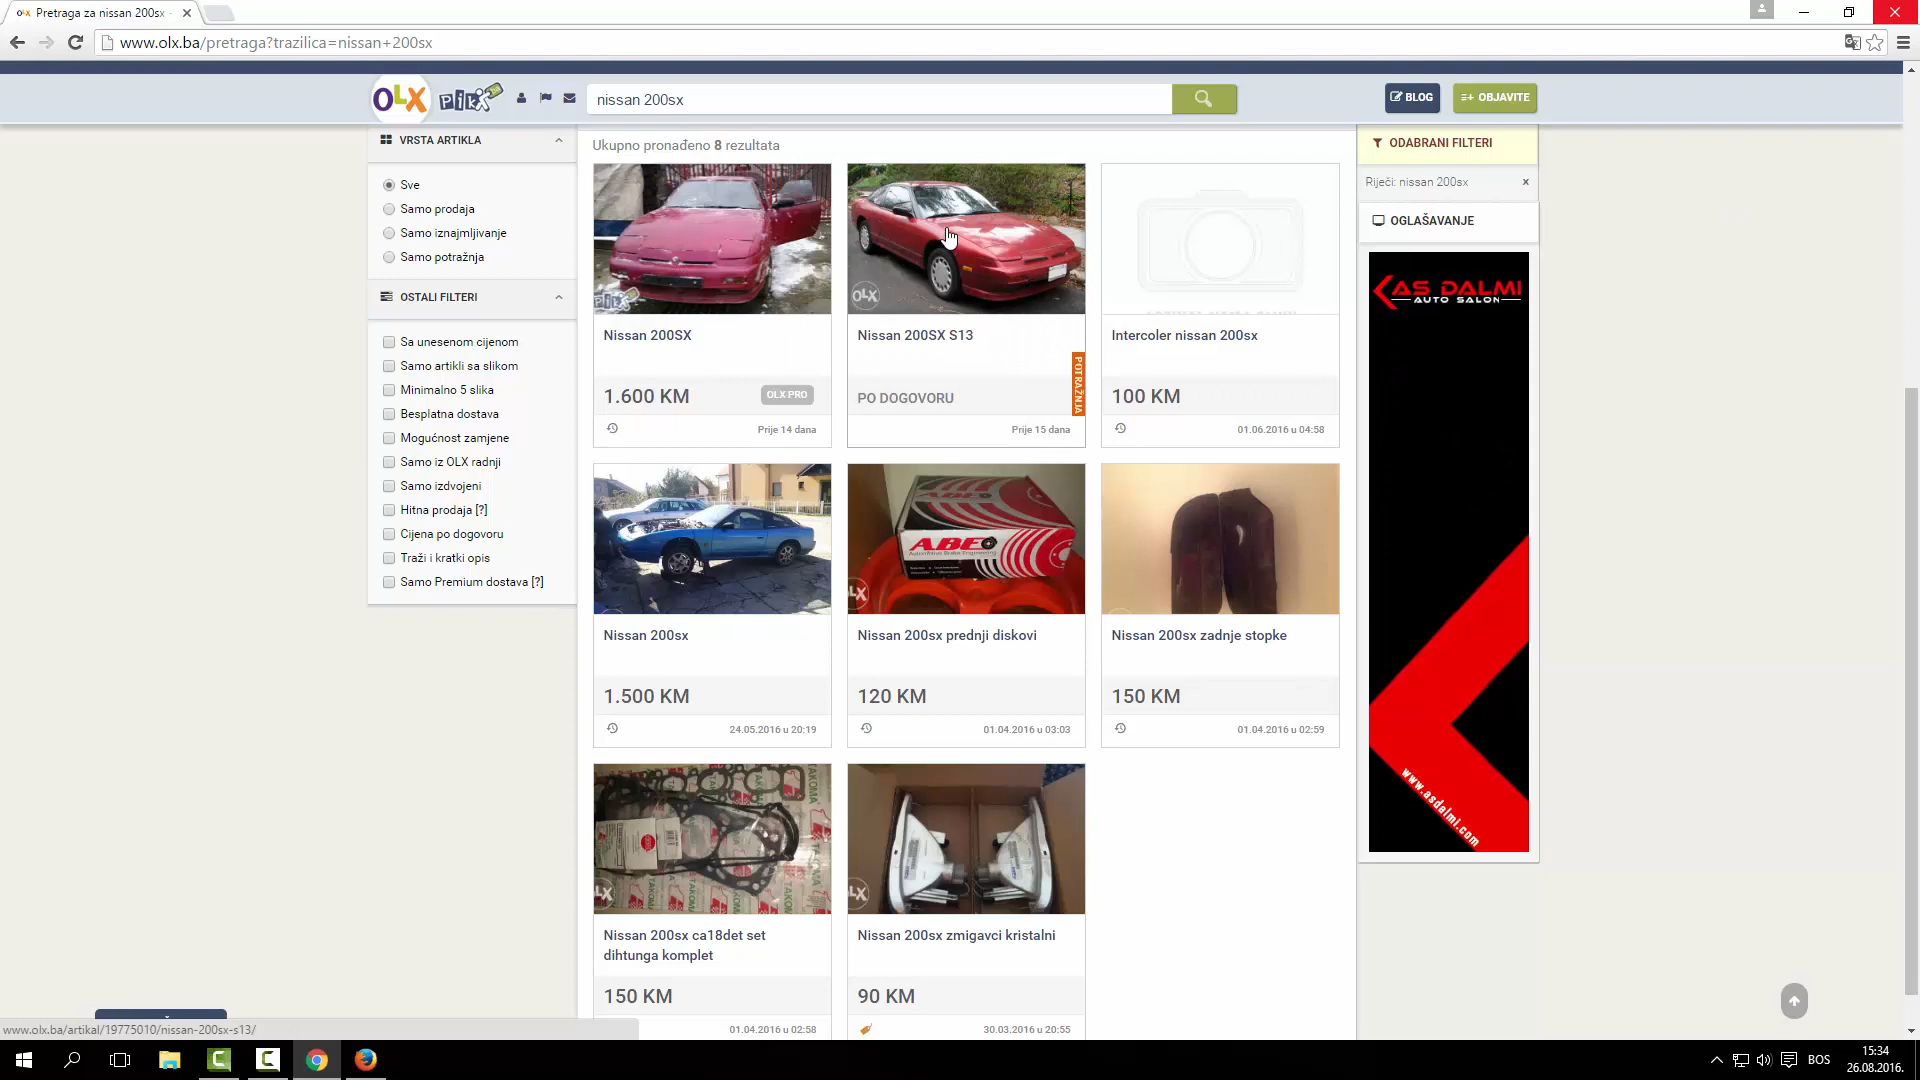 Pretraga za nissan 200sx
www.olx.ba/pretraga?trazilica=nissan+200sx
OLX
PIK.BA
nissan 200sx
BLOG
OBJAVITE
VRSTA ARTIKLA
Sve
Samo prodaja
Samo iznajmljivanje
Samo potražnja
OSTALI FILTERI
Sa unesenom cijenom
Samo artikli sa slikom
Minimalno 5 slika
Besplatna dostava
Mogućnost zamjene
Samo iz OLX radnji
Samo izdvojeni
Hitna prodaja [?]
Cijena po dogovoru
Traži i kratki opis
Samo Premium dostava [?]
Ukupno pronađeno 8 rezultata
Nissan 200SX
1.600 KM
OLX PRO
Prije 14 dana
OLX
Nissan 200SX S13
POTRAŽNJA
PO DOGOVORU
Prije 15 dana
Intercoler nissan 200sx
100 KM
01.06.2016 u 04:58
Nissan 200sx
1.500 KM
24.05.2016 u 20:19
ABE
Automotive Brake Engineering
Nissan 200sx prednji diskovi
120 KM
01.04.2016 u 03:03
Nissan 200sx zadnje stopke
150 KM
01.04.2016 u 02:59
TAKOMA
Nissan 200sx ca18det set
dihtunga komplet
150 KM
01.04.2016 u 02:58
Nissan 200sx zmigavci kristalni
90 KM
30.03.2016 u 20:55
ODABRANI FILTERI
Riječi: nissan 200sx x
OGLAŠAVANJE
AS DALMI
AUTO SALON
www.asdalmi.com
www.olx.ba/artikal/19775010/nissan-200sx-s13/
BOS
15:34
26.08.2016.